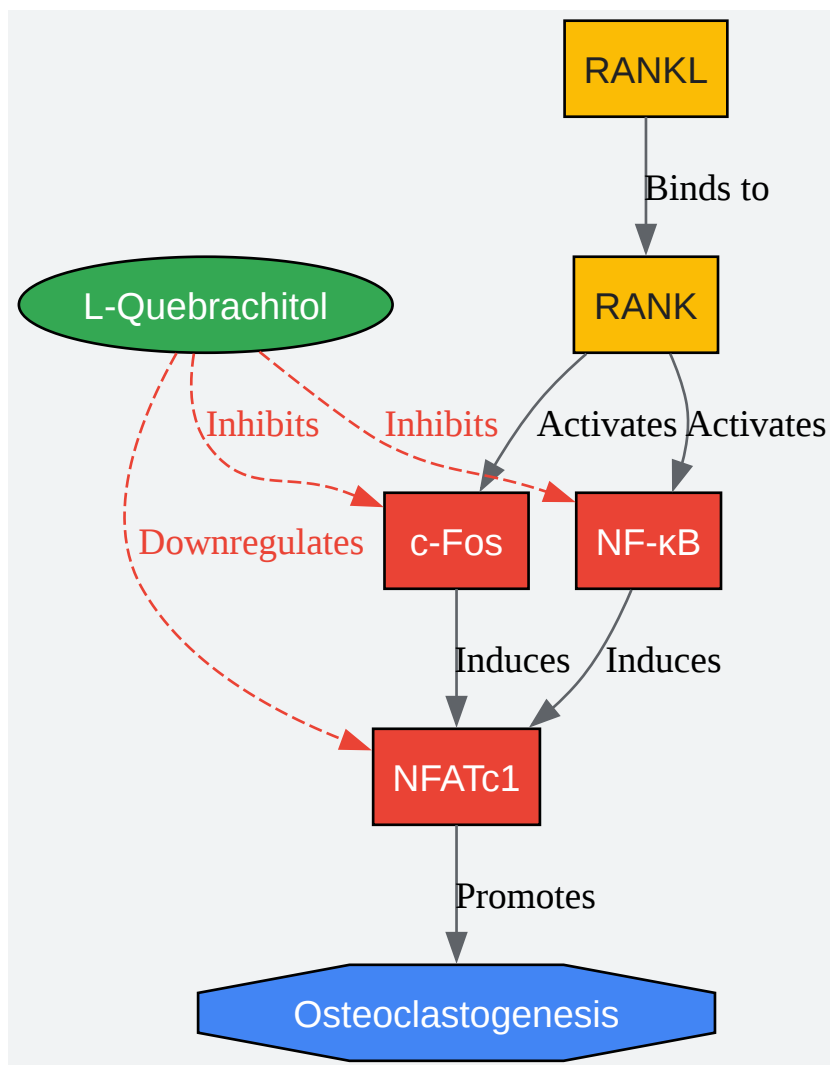 RANKL
Binds to
L-Quebrachitol
RANK
Inhibits
Inhibits
Activates
Activates
Downregulates
c-Fos
NF-κB
Induces
Induces
NFATc1
Promotes
Osteoclastogenesis